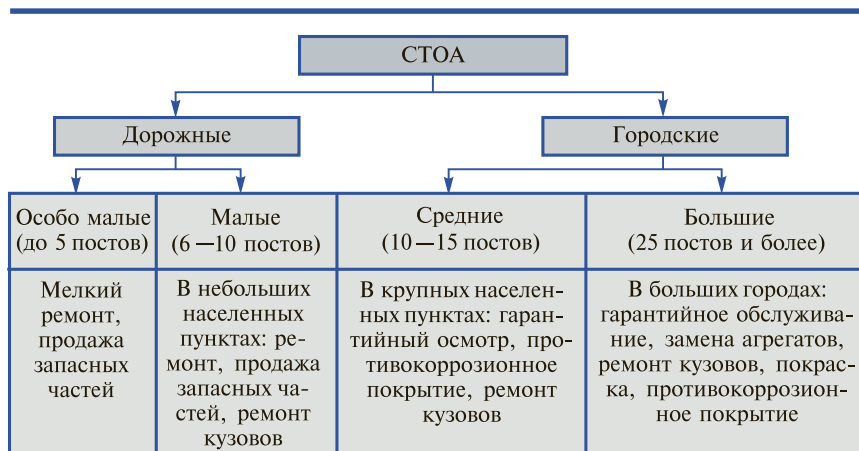 СТОА
Дорожные
Городские
Особо малые
(до 5 постов)
Малые
(6 — 10 постов)
Средние
(10 — 15 постов)
Большие
(25 постов и более)
Мелкий
ремонт,
продажа
запасных
частей
В небольших
населенных
пунктах: ре-
монт, продажа
запасных ча-
стей, ремонт
кузовов
В крупных населен-
ных пунктах: гаран-
тийный осмотр, про-
тивокоррозионное
покрытие, ремонт
кузовов
В больших городах:
гарантийное обслужива-
ние, замена агрегатов,
ремонт кузовов, покрас-
ка, противокоррозион-
ное покрытие